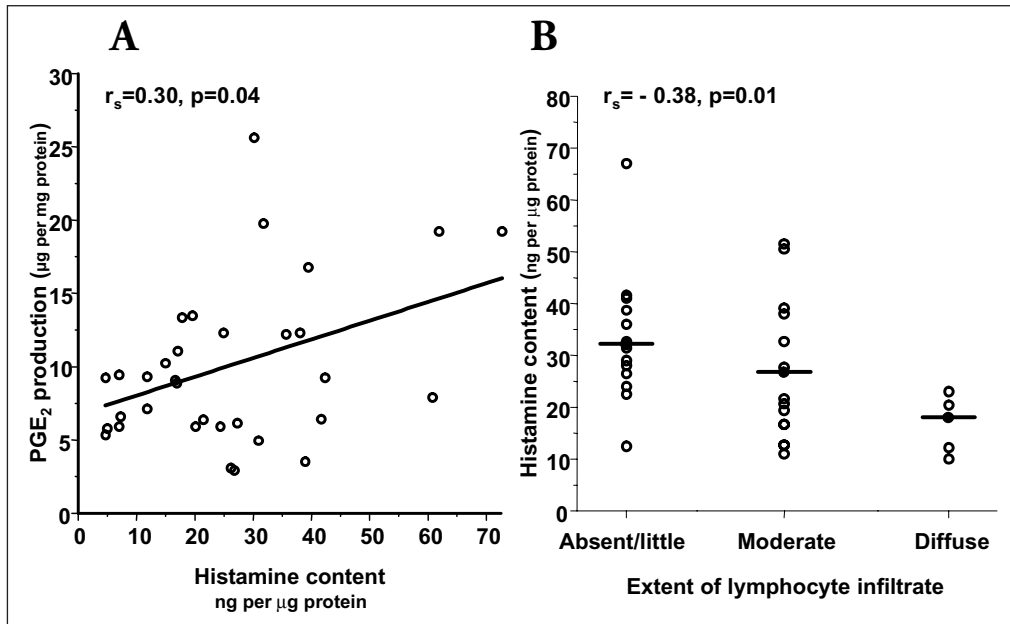 A
B
r_s=0.30, p=0.04
r_s= - 0.38, p=0.01
PGE₂ production (µg per mg protein)
30
25
20
15
10
5
0
0 10 20 30 40 50 60 70
Histamine content
ng per µg protein
Histamine content (ng per µg protein)
80
70
60
50
40
30
20
10
0
Absent/little Moderate Diffuse
Extent of lymphocyte infiltrate